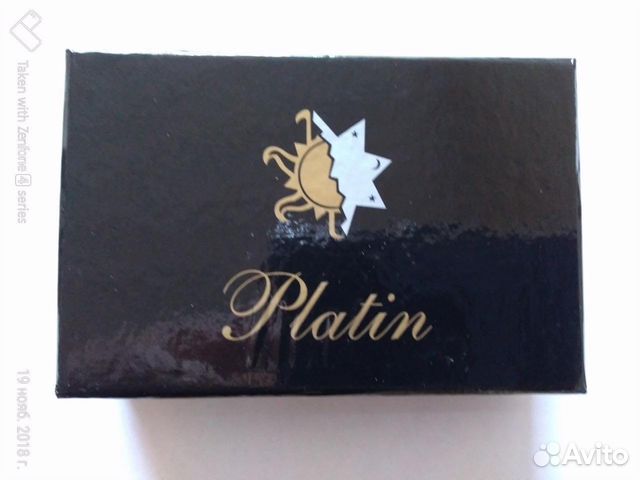 Platin
Taken with Zenfone 4 series
19 нояб. 2018 г.
Avito